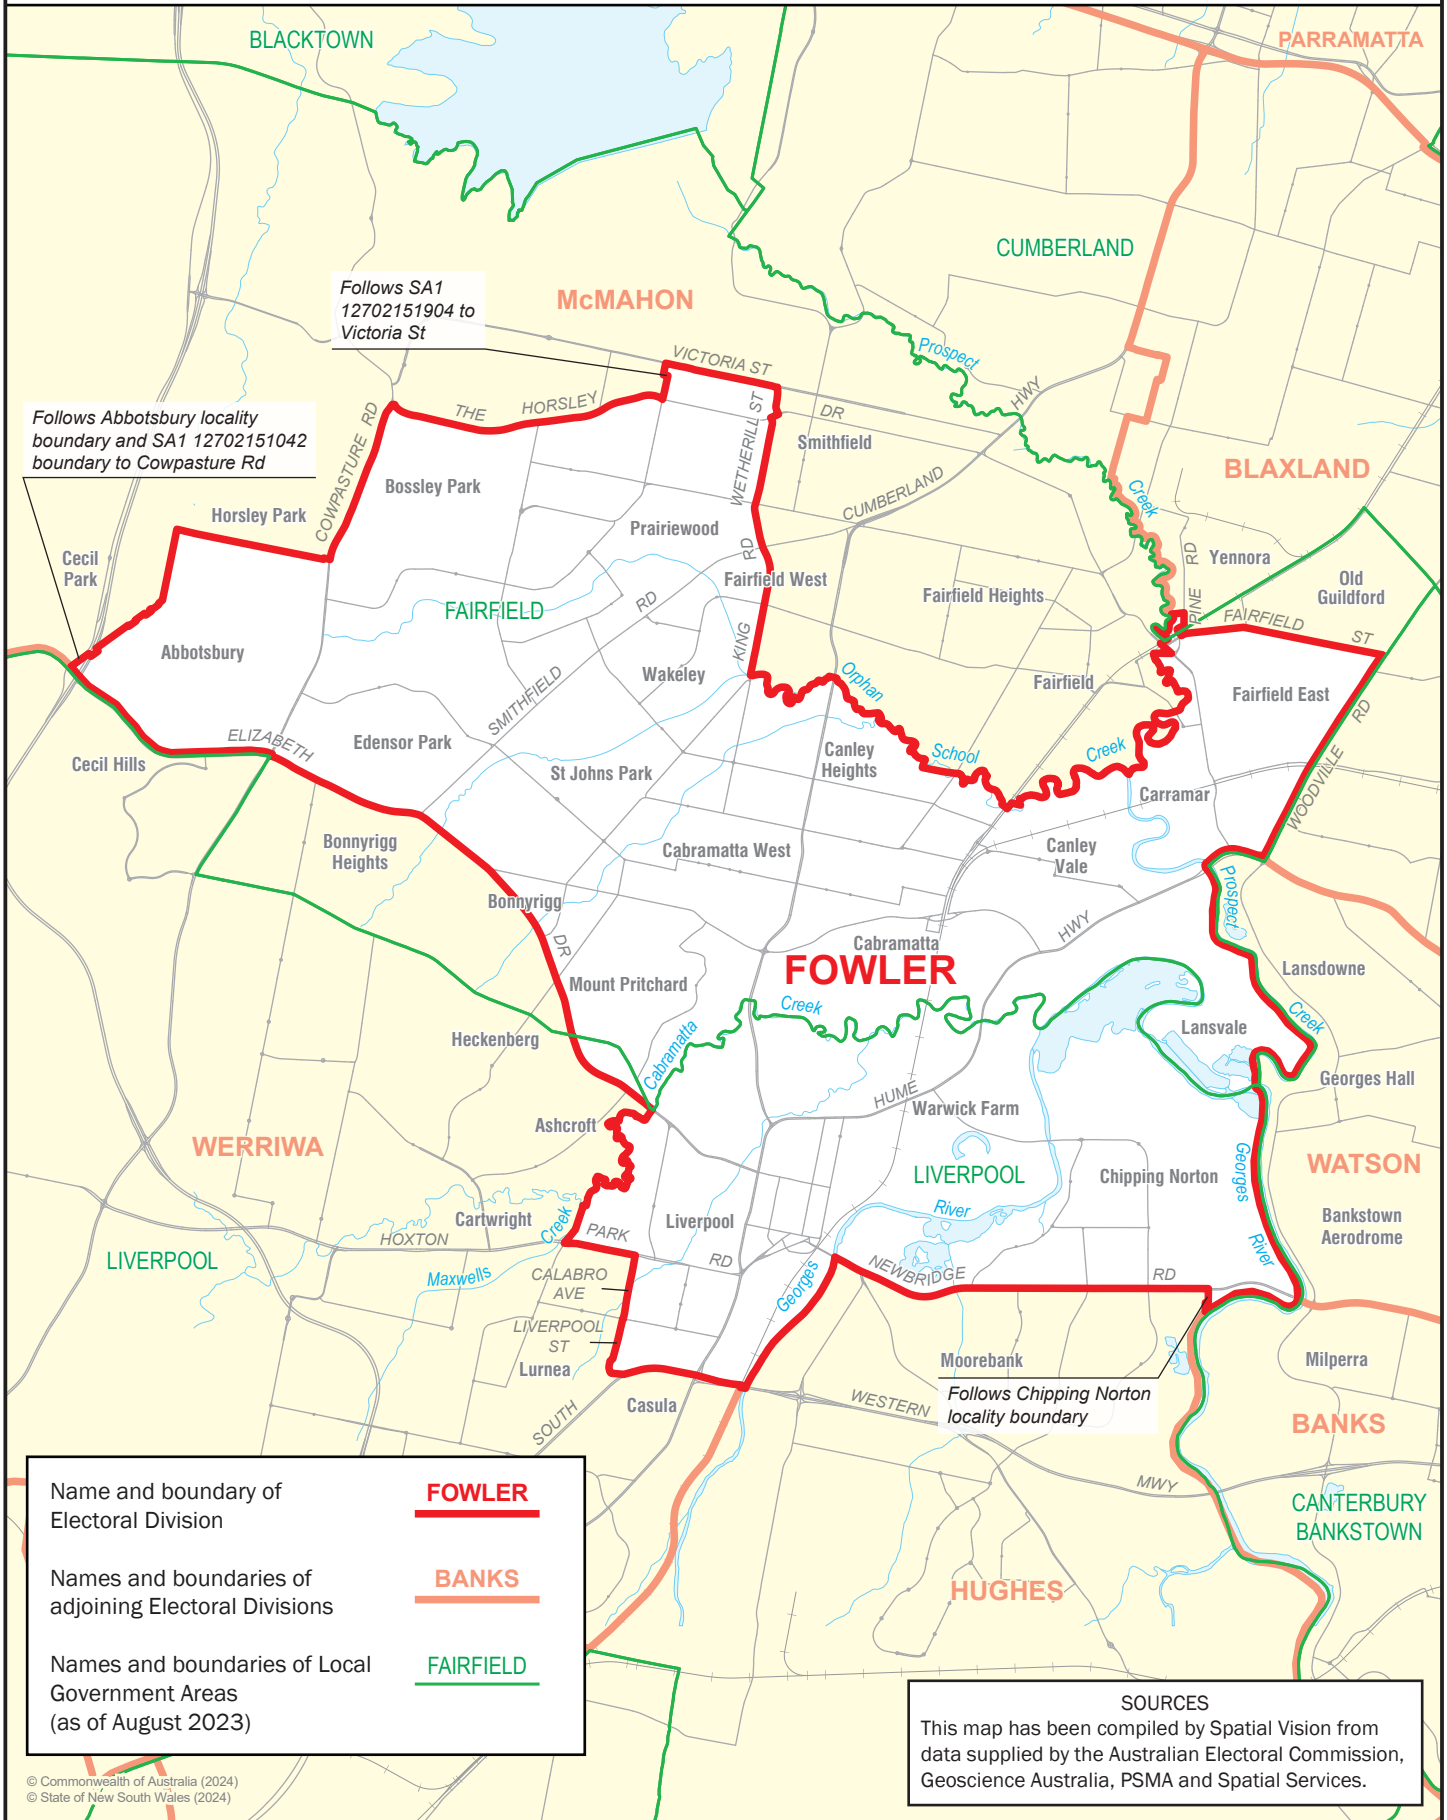 BLACKTOWN
PARRAMATTA
CUMBERLAND
Follows SA1
12702151904 to
Victoria St
McMAHON
Prospect
VICTORIA ST
HWY
Follows Abbotsbury locality
boundary and SA1 12702151042
boundary to Cowpasture Rd
COWPASTURE RD
THE
HORSLEY
WETHERILL ST
DR
Smithfield
BLAXLAND
Bossley Park
CUMBERLAND
Creek
Horsley Park
Prairiewood
Cecil
Park
RD
Fairfield West
RD
Yennora
Old
Guildford
FAIRFIELD
RD
Fairfield Heights
PINE
FAIRFIELD
ST
Abbotsbury
KING
Wakeley
Orphan
Fairfield
Fairfield East
RD
SMITHFIELD
ELIZABETH
Edensor Park
Cecil Hills
St Johns Park
Canley
Heights
School
Creek
Carramar
WOODVILLE
Bonnyrigg
Heights
Cabramatta West
Canley
Vale
Bonnyrigg
Prospect
DR
Cabramatta
HWY
FOWLER
Lansdowne
Mount Pritchard
Creek
Creek
Lansvale
Heckenberg
Cabramatta
Georges Hall
HUME
Warwick Farm
Ashcroft
WERRIWA
WATSON
LIVERPOOL
Chipping Norton
Georges
Cartwright
Creek
Liverpool
River
Bankstown
Aerodrome
HOXTON
PARK
RD
River
LIVERPOOL
Maxwells
CALABRO
AVE
Georges
NEWBRIDGE
RD
LIVERPOOL
ST
Lurnea
Moorebank
Milperra
Follows Chipping Norton
locality boundary
Casula
SOUTH
WESTERN
BANKS
MWY
CANTERBURY
BANKSTOWN
HUGHES
Name and boundary of
Electoral Division
FOWLER
Names and boundaries of
adjoining Electoral Divisions
BANKS
Names and boundaries of Local
Government Areas
(as of August 2023)
FAIRFIELD
SOURCES
This map has been compiled by Spatial Vision from
data supplied by the Australian Electoral Commission,
Geoscience Australia, PSMA and Spatial Services.
© Commonwealth of Australia (2024)
© State of New South Wales (2024)